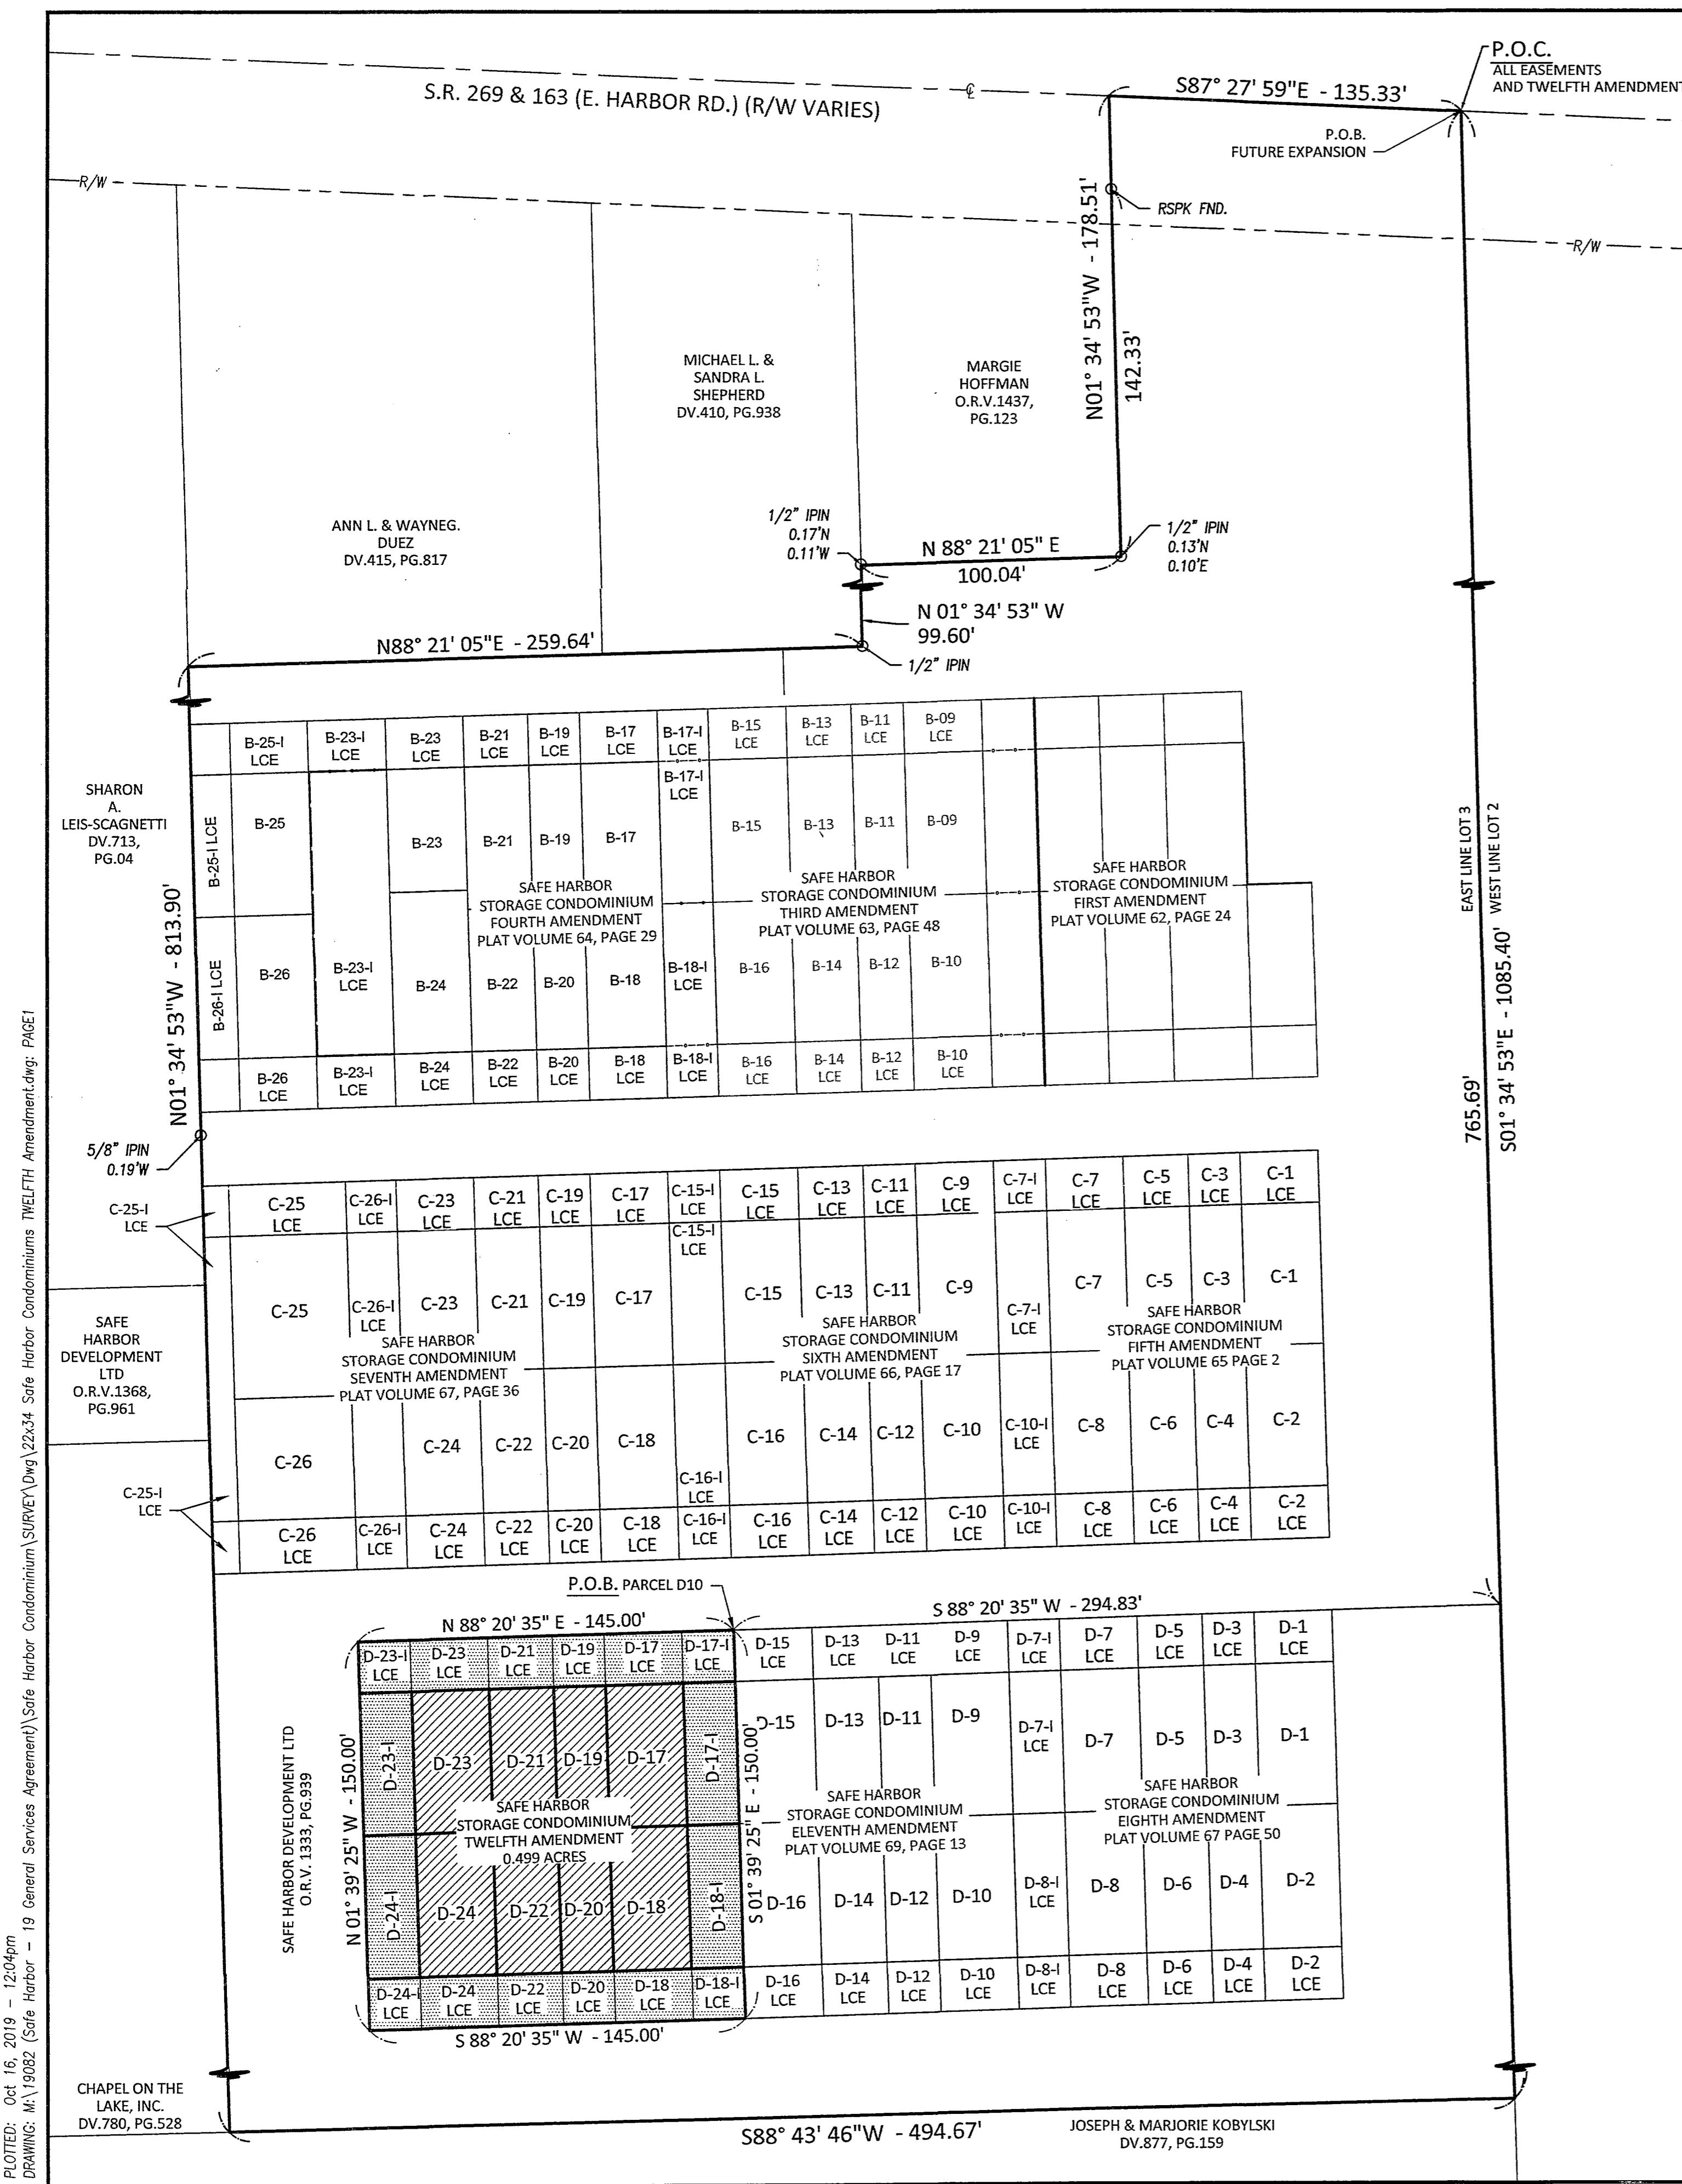 P.O.C.
ALL EASEMENTS
AND TWELFTH AMENDMENT
S87° 27' 59"E - 135.33'
S.R. 269 & 163 (E. HARBOR RD.) (R/W VARIES)
P.O.B.
FUTURE EXPANSION
R/W
RSPK FND.
R/W
N01° 34' 53"W - 178.51'
142.33'
MICHAEL L. &
SANDRA L.
SHEPHERD
DV.410, PG.938
MARGIE
HOFFMAN
O.R.V.1437,
PG.123
ANN L. & WAYNEG.
DUEZ
DV.415, PG.817
1/2" IPIN
0.17'N
0.11'W
N 88° 21' 05" E
100.04'
1/2" IPIN
0.13'N
0.10'E
N 01° 34' 53" W
99.60'
N88° 21' 05"E - 259.64'
1/2" IPIN
B-25-I LCE
B-23-I LCE
B-23 LCE
B-21 LCE
B-19 LCE
B-17 LCE
B-17-I LCE
B-15 LCE
B-13 LCE
B-11 LCE
B-09 LCE
B-17-I LCE
SHARON
A.
LEIS-SCAGNETTI
DV.713,
PG.04
B-25-I LCE
B-25
B-23
B-21
B-19
B-17
B-15
B-13
B-11
B-09
SAFE HARBOR
STORAGE CONDOMINIUM
FOURTH AMENDMENT
PLAT VOLUME 64, PAGE 29
SAFE HARBOR
STORAGE CONDOMINIUM
THIRD AMENDMENT
PLAT VOLUME 63, PAGE 48
SAFE HARBOR
STORAGE CONDOMINIUM
FIRST AMENDMENT
PLAT VOLUME 62, PAGE 24
EAST LINE LOT 3
WEST LINE LOT 2
765.69'
S01° 34' 53"E - 1085.40'
N01° 34' 53"W - 813.90'
B-26-I LCE
B-26
B-23-I LCE
B-24
B-22
B-20
B-18
B-18-I LCE
B-16
B-14
B-12
B-10
B-26 LCE
B-23-I LCE
B-24 LCE
B-22 LCE
B-20 LCE
B-18 LCE
B-18-I LCE
B-16 LCE
B-14 LCE
B-12 LCE
B-10 LCE
5/8" IPIN
0.19'W
C-25-I
LCE
C-25 LCE
C-26-I LCE
C-23 LCE
C-21 LCE
C-19 LCE
C-17 LCE
C-15-I LCE
C-15 LCE
C-13 LCE
C-11 LCE
C-9 LCE
C-7-I LCE
C-7 LCE
C-5 LCE
C-3 LCE
C-1 LCE
C-15-I LCE
C-25
C-26-I LCE
C-23
C-21
C-19
C-17
C-15
C-13
C-11
C-9
C-7-I LCE
C-7
C-5
C-3
C-1
SAFE
HARBOR
DEVELOPMENT
LTD
O.R.V.1368,
PG.961
SAFE HARBOR
STORAGE CONDOMINIUM
SEVENTH AMENDMENT
PLAT VOLUME 67, PAGE 36
SAFE HARBOR
STORAGE CONDOMINIUM
SIXTH AMENDMENT
PLAT VOLUME 66, PAGE 17
SAFE HARBOR
STORAGE CONDOMINIUM
FIFTH AMENDMENT
PLAT VOLUME 65 PAGE 2
C-26
C-24
C-22
C-20
C-18
C-16-I LCE
C-16
C-14
C-12
C-10
C-10-I LCE
C-8
C-6
C-4
C-2
C-25-I
LCE
C-26 LCE
C-26-I LCE
C-24 LCE
C-22 LCE
C-20 LCE
C-18 LCE
C-16-I LCE
C-16 LCE
C-14 LCE
C-12 LCE
C-10 LCE
C-10-I LCE
C-8 LCE
C-6 LCE
C-4 LCE
C-2 LCE
P.O.B. PARCEL D10
N 88° 20' 35" E - 145.00'
S 88° 20' 35" W - 294.83'
D-23-I LCE
D-23 LCE
D-21 LCE
D-19 LCE
D-17 LCE
D-17-I LCE
D-15 LCE
D-13 LCE
D-11 LCE
D-9 LCE
D-7-I LCE
D-7 LCE
D-5 LCE
D-3 LCE
D-1 LCE
SAFE HARBOR DEVELOPMENT LTD
O.R.V. 1333, PG.939
N 01° 39' 25" W - 150.00'
D-23-I
D-23
D-21
D-19
D-17
D-17-I
S 01° 39' 25" E - 150.00'
D-15
D-13
D-11
D-9
D-7-I LCE
D-7
D-5
D-3
D-1
SAFE HARBOR
STORAGE CONDOMINIUM
TWELFTH AMENDMENT
0.499 ACRES
SAFE HARBOR
STORAGE CONDOMINIUM
ELEVENTH AMENDMENT
PLAT VOLUME 69, PAGE 13
SAFE HARBOR
STORAGE CONDOMINIUM
EIGHTH AMENDMENT
PLAT VOLUME 67 PAGE 50
D-24-I
D-24
D-22
D-20
D-18
D-18-I
D-16
D-14
D-12
D-10
D-8-I LCE
D-8
D-6
D-4
D-2
D-24-I LCE
D-24 LCE
D-22 LCE
D-20 LCE
D-18 LCE
D-18-I LCE
D-16 LCE
D-14 LCE
D-12 LCE
D-10 LCE
D-8-I LCE
D-8 LCE
D-6 LCE
D-4 LCE
D-2 LCE
S 88° 20' 35" W - 145.00'
CHAPEL ON THE
LAKE, INC.
DV.780, PG.528
S88° 43' 46"W - 494.67'
JOSEPH & MARJORIE KOBYLSKI
DV.877, PG.159
PLOTTED: Oct 16, 2019 - 12:04pm
DRAWING: M:\19082 (Safe Harbor - 19 General Services Agreement)\Safe Harbor Condominium\SURVEY\Dwg\22x34 Safe Harbor Condominiums TWELFTH Amendment.dwg: PAGE1